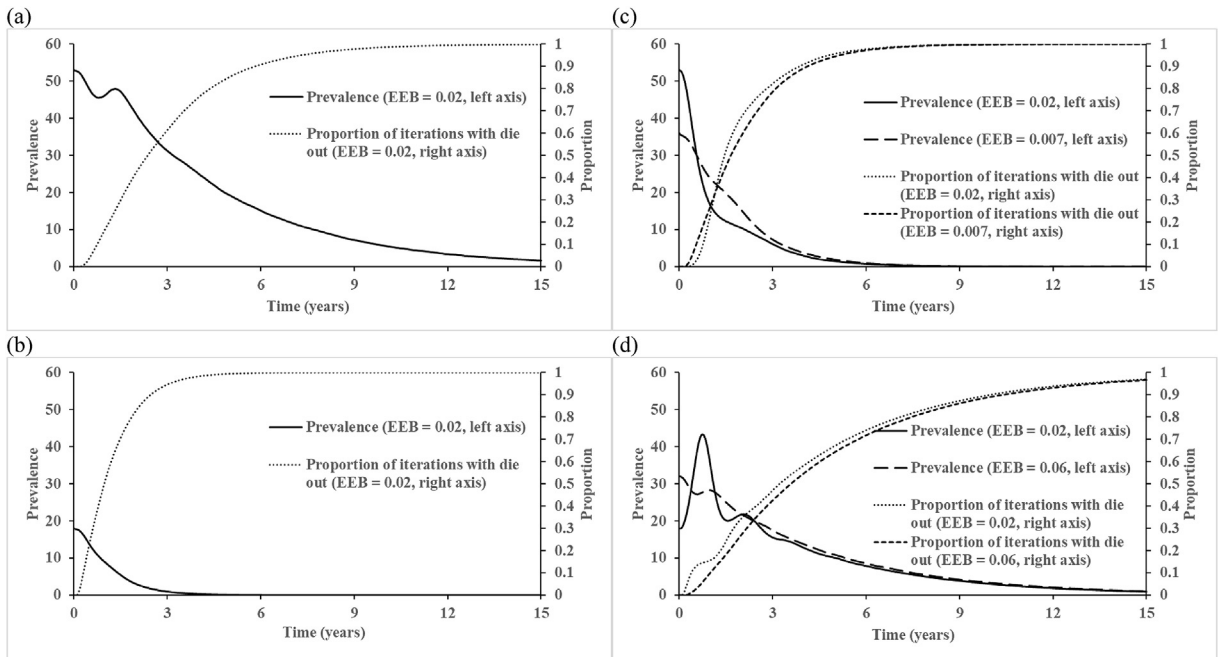 (a)
60
50
40
30
20
10
0
Prevalence
1
0.9
0.8
0.7
0.6
0.5
0.4
0.3
0.2
0.1
0
Proportion
Prevalence (EEB = 0.02, left axis)
Proportion of iterations with die
out (EEB = 0.02, right axis)
0 3 6 9 12 15
Time (years)
(b)
60
50
40
30
20
10
0
Prevalence
1
0.9
0.8
0.7
0.6
0.5
0.4
0.3
0.2
0.1
0
Proportion
Prevalence (EEB = 0.02, left axis)
Proportion of iterations with die
out (EEB = 0.02, right axis)
0 3 6 9 12 15
Time (years)
(c)
60
50
40
30
20
10
0
Prevalence
1
0.9
0.8
0.7
0.6
0.5
0.4
0.3
0.2
0.1
0
Proportion
Prevalence (EEB = 0.02, left axis)
Prevalence (EEB = 0.007, left axis)
Proportion of iterations with die out
(EEB = 0.02, right axis)
Proportion of iterations with die out
(EEB = 0.007, right axis)
0 3 6 9 12 15
Time (years)
(d)
60
50
40
30
20
10
0
Prevalence
1
0.9
0.8
0.7
0.6
0.5
0.4
0.3
0.2
0.1
0
Proportion
Prevalence (EEB = 0.02, left axis)
Prevalence (EEB = 0.06, left axis)
Proportion of iterations with die
out (EEB = 0.02, right axis)
Proportion of iterations with die
out (EEB = 0.06, right axis)
0 3 6 9 12 15
Time (years)